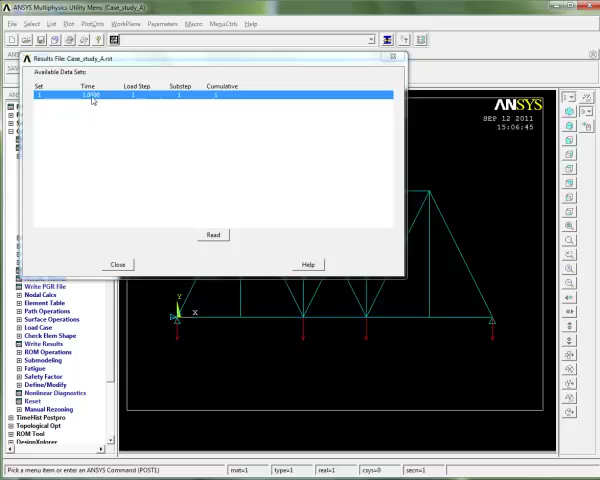 ANSYS Multiphysics Utility Menu (Case_study_A)
File Select List Plot PlotCtrls WorkPlane Parameters Macro MenuCtrls Help
Results File: Case_study_A.rst
Available Data Sets:
Set Time Load Step Substep Cumulative
1 1.0000 1 1 1
Read
Close Help
ANSYS
SEP 12 2011
15:06:45
Y
X
Write PGR File
Nodal Calcs
Element Table
Path Operations
Surface Operations
Load Case
Check Elem Shape
Write Results
ROM Operations
Submodeling
Fatigue
Safety Factor
Define/Modify
Nonlinear Diagnostics
Reset
Manual Rezoning
TimeHist Postpro
Topological Opt
ROM Tool
DesignXplorer
Pick a menu item or enter an ANSYS Command (POST1) mat=1 type=1 real=1 csys=0 secn=1